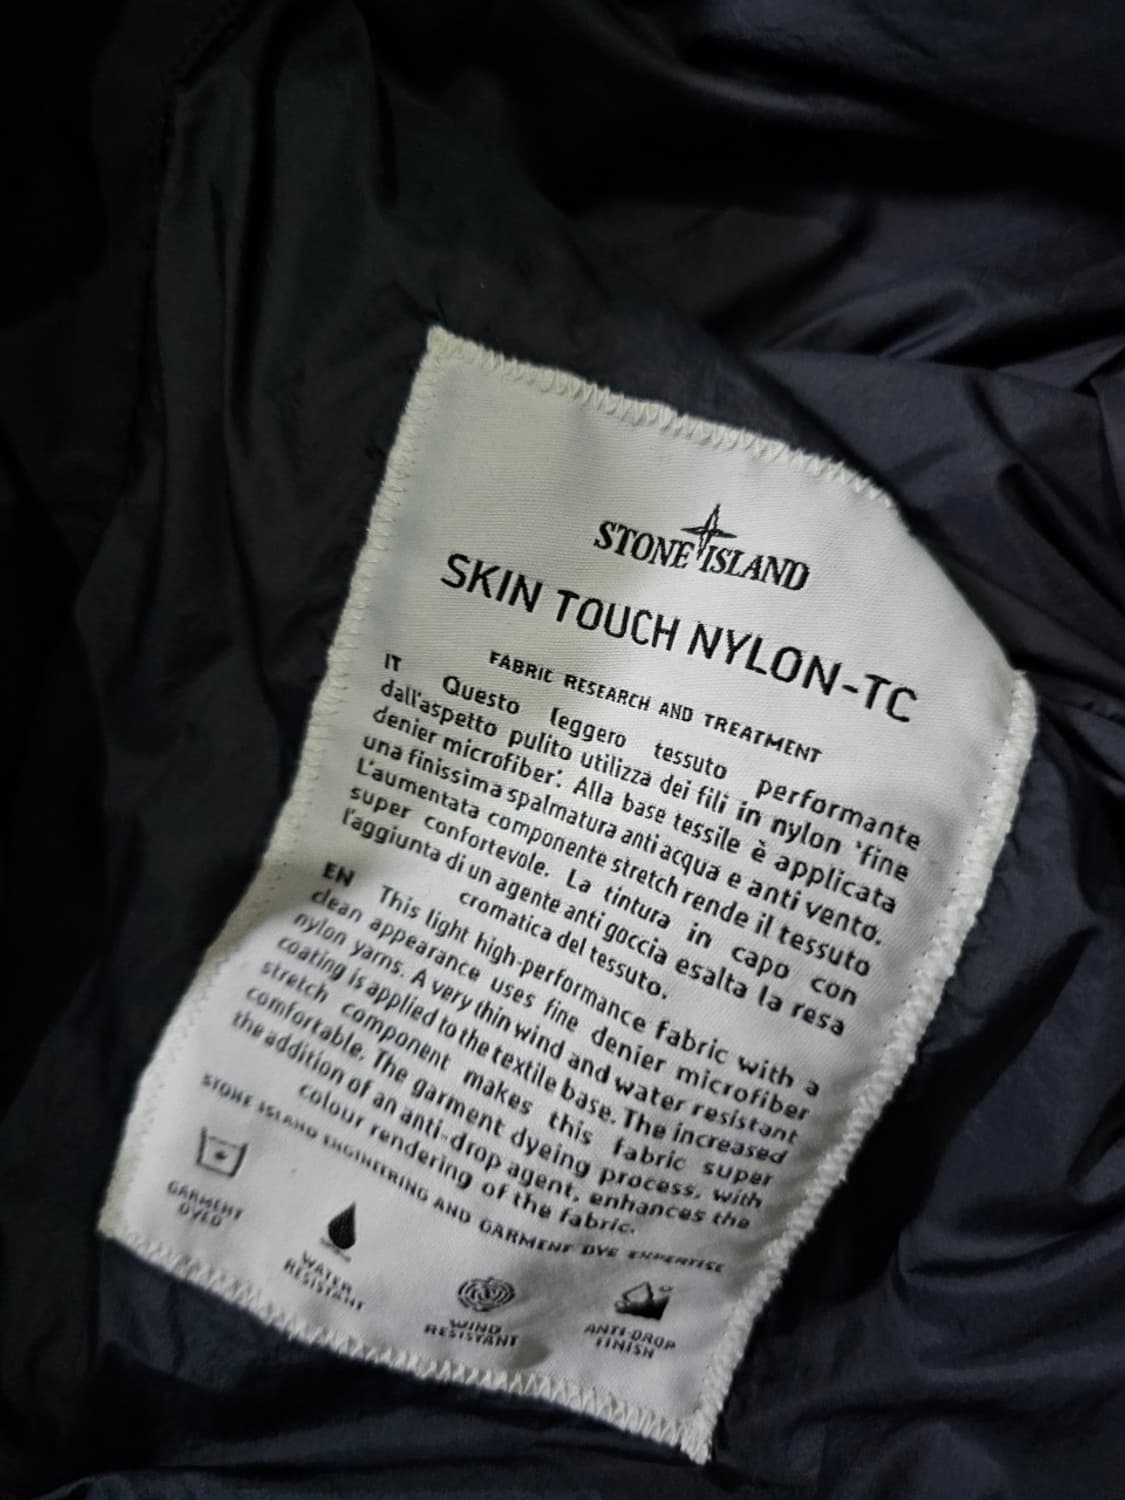 STONE ISLAND
SKIN TOUCH NYLON-TC
FABRIC RESEARCH AND TREATMENT
IT Questo leggero tessuto performante
dall'aspetto pulito utilizza dei fili in nylon 'fine
denier microfiber'. Alla base tessile è applicata
una finissima spalmatura anti acqua e anti vento.
L'aumentata componente stretch rende il tessuto
super confortevole. La tintura in capo con
l'aggiunta di un agente anti goccia esalta la resa
cromatica del tessuto.
EN This light high-performance fabric with a
clean appearance uses fine denier microfiber
nylon yarns. A very thin wind and water resistant
coating is applied to the textile base. The increased
stretch component makes this fabric super
comfortable. The garment dyeing process, with
the addition of an anti-drop agent, enhances the
colour rendering of the fabric.
STONE ISLAND ENGINEERING AND GARMENT DYE EXPERTISE
GARMENT
DYED
WATER
RESISTANT
WIND
RESISTANT
ANTI-DROP
FINISH